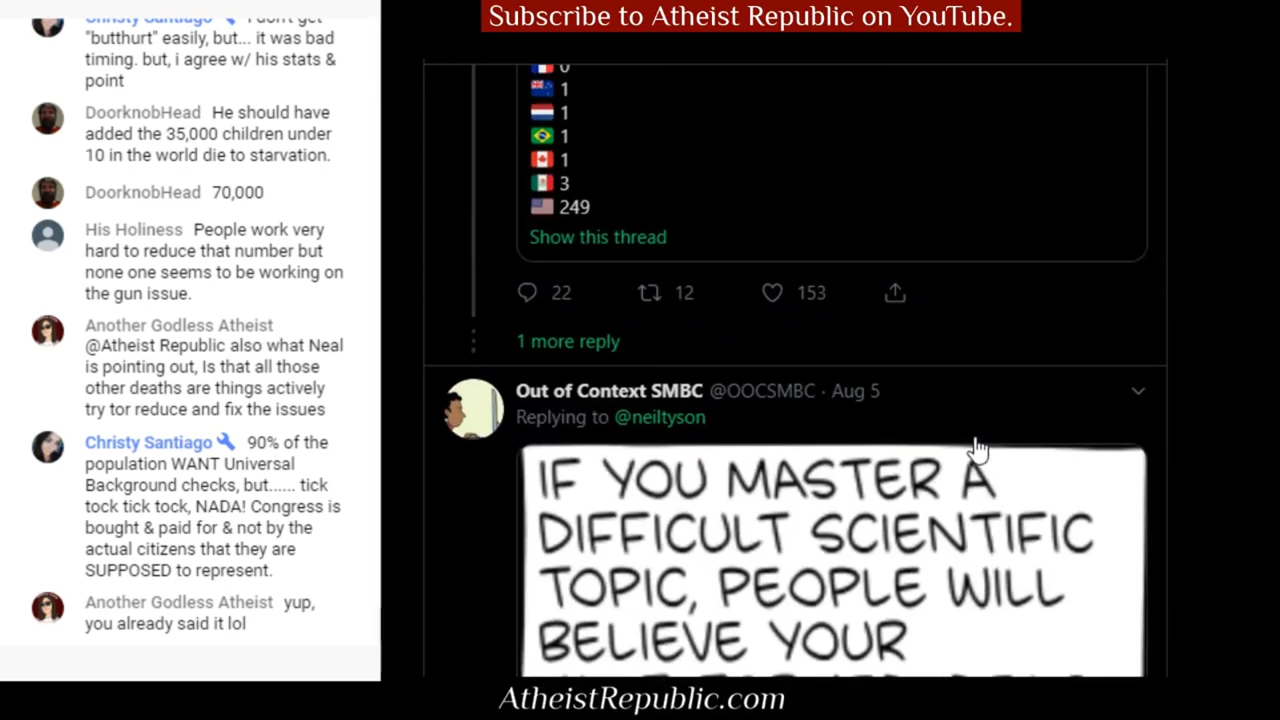 Subscribe to Atheist Republic on YouTube.
Christy Santiago I don't get
"butthurt" easily, but... it was bad
timing. but, i agree w/ his stats &
point
DoorknobHead He should have
added the 35,000 children under
10 in the world die to starvation.
DoorknobHead 70,000
His Holiness People work very
hard to reduce that number but
none one seems to be working on
the gun issue.
Another Godless Atheist
@Atheist Republic also what Neal
is pointing out, Is that all those
other deaths are things actively
try tor reduce and fix the issues
Christy Santiago 90% of the
population WANT Universal
Background checks, but...... tick
tock tick tock, NADA! Congress is
bought & paid for & not by the
actual citizens that they are
SUPPOSED to represent.
Another Godless Atheist yup,
you already said it lol
0
1
1
1
1
3
249
Show this thread
22 12 153
1 more reply
Out of Context SMBC @OOCSMBC · Aug 5
Replying to @neiltyson
IF YOU MASTER A
DIFFICULT SCIENTIFIC
TOPIC, PEOPLE WILL
BELIEVE YOUR
AtheistRepublic.com